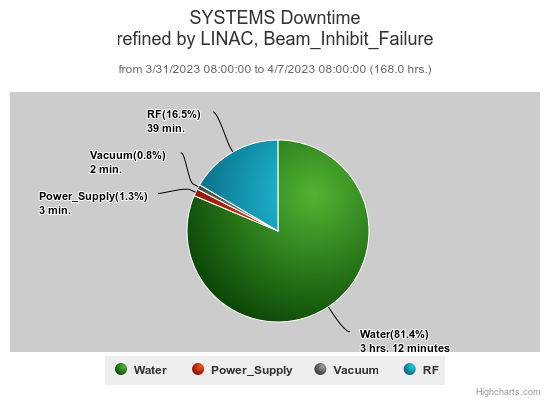 SYSTEMS Downtime
refined by LINAC, Beam_Inhibit_Failure
from 3/31/2023 08:00:00 to 4/7/2023 08:00:00 (168.0 hrs.)
RF(16.5%)
39 min.
Vacuum(0.8%)
2 min.
Power_Supply(1.3%)
3 min.
Water(81.4%)
3 hrs. 12 minutes
Water Power_Supply Vacuum RF
Highcharts.com